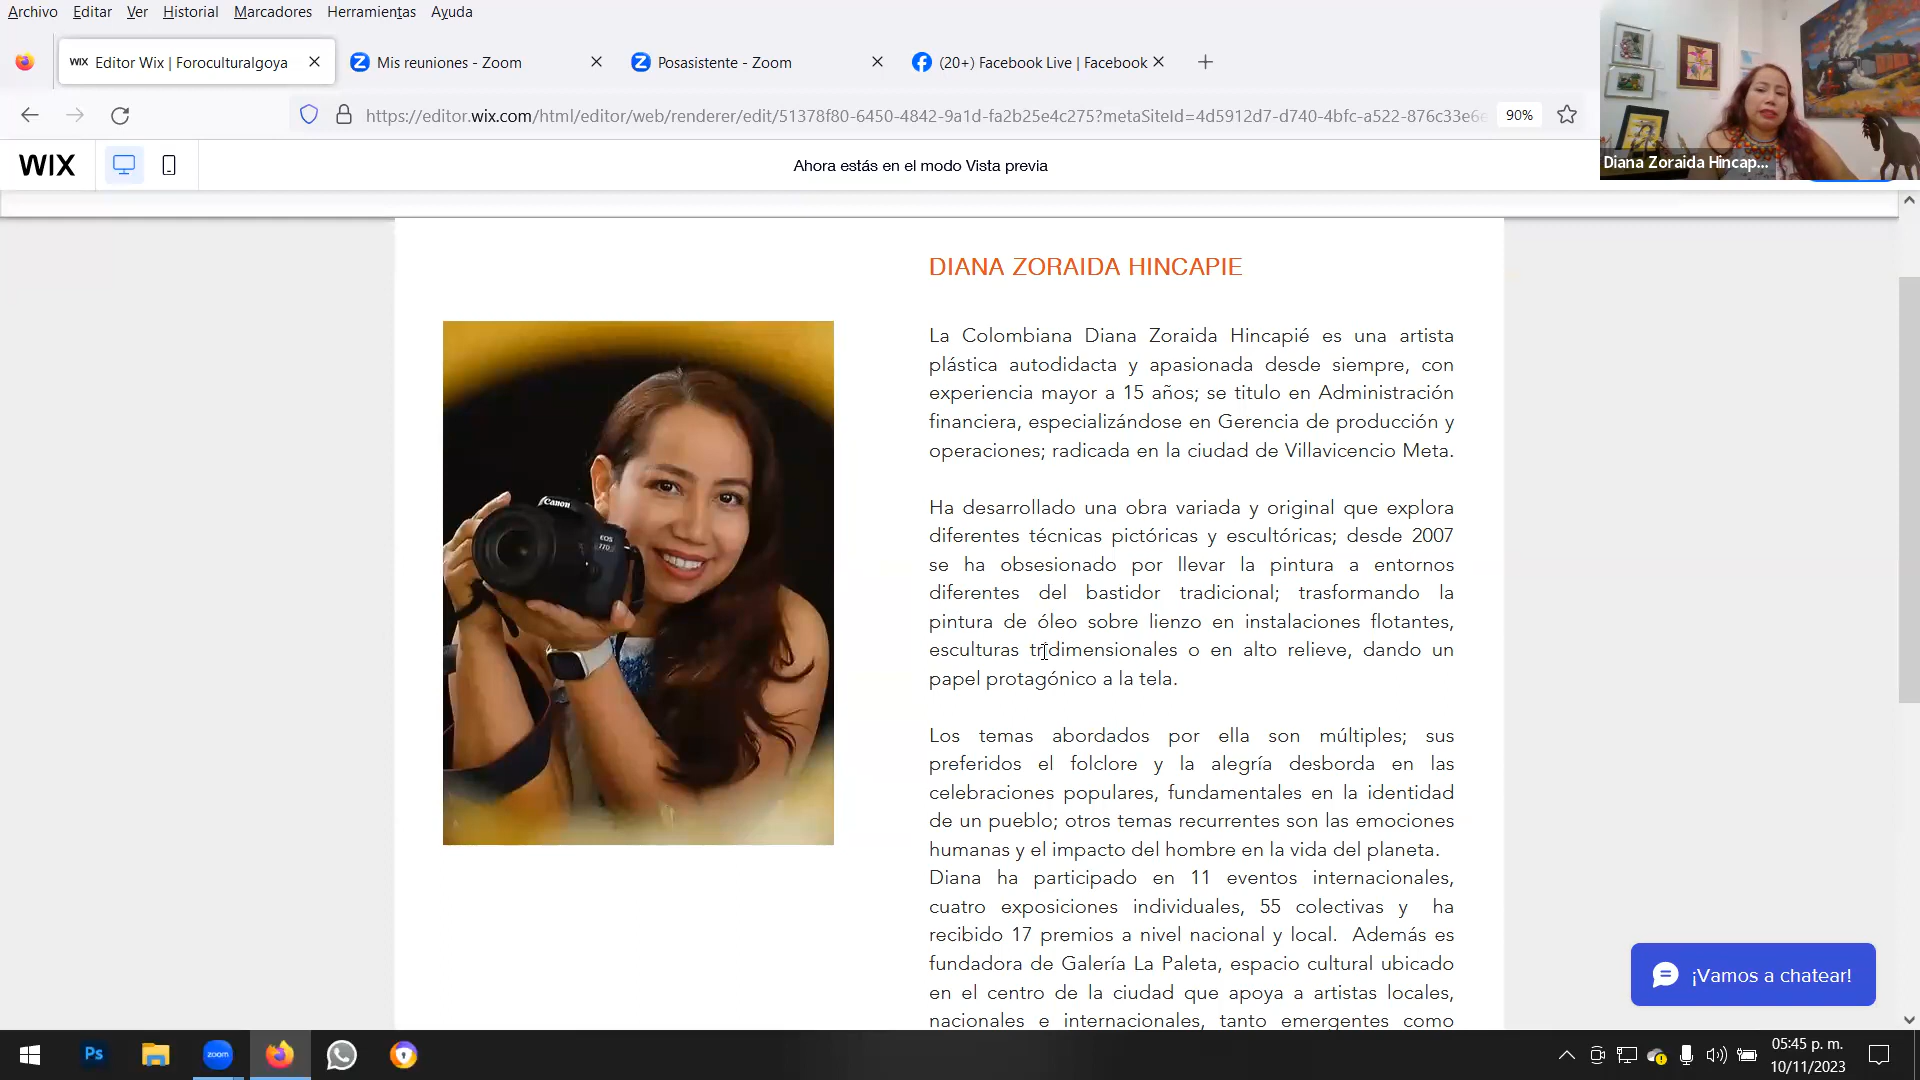 Archivo Editar Ver Historial Marcadores Herramientas Ayuda
WIX Editor Wix | Foroculturalgoya
Mis reuniones - Zoom
Posasistente - Zoom
(20+) Facebook Live | Facebook
https://editor.wix.com/html/editor/web/renderer/edit/51378f80-6450-4842-9a1d-fa2b25e4c275?metaSiteId=4d5912d7-d740-4bfc-a522-876c33e6e
90%
Diana Zoraida Hincap...
WIX
Ahora estás en el modo Vista previa
DIANA ZORAIDA HINCAPIE
La Colombiana Diana Zoraida Hincapié es una artista
plástica autodidacta y apasionada desde siempre, con
experiencia mayor a 15 años; se titulo en Administración
financiera, especializándose en Gerencia de producción y
operaciones; radicada en la ciudad de Villavicencio Meta.
Ha desarrollado una obra variada y original que explora
diferentes técnicas pictóricas y escultóricas; desde 2007
se ha obsesionado por llevar la pintura a entornos
diferentes del bastidor tradicional; trasformando la
pintura de óleo sobre lienzo en instalaciones flotantes,
esculturas tridimensionales o en alto relieve, dando un
papel protagónico a la tela.
Los temas abordados por ella son múltiples; sus
preferidos el folclore y la alegría desborda en las
celebraciones populares, fundamentales en la identidad
de un pueblo; otros temas recurrentes son las emociones
humanas y el impacto del hombre en la vida del planeta.
Diana ha participado en 11 eventos internacionales,
cuatro exposiciones individuales, 55 colectivas y ha
recibido 17 premios a nivel nacional y local. Además es
fundadora de Galería La Paleta, espacio cultural ubicado
en el centro de la ciudad que apoya a artistas locales,
nacionales e internacionales, tanto emergentes como
Canon
EOS
77D
¡Vamos a chatear!
Ps
zoom
05:45 p. m.
10/11/2023